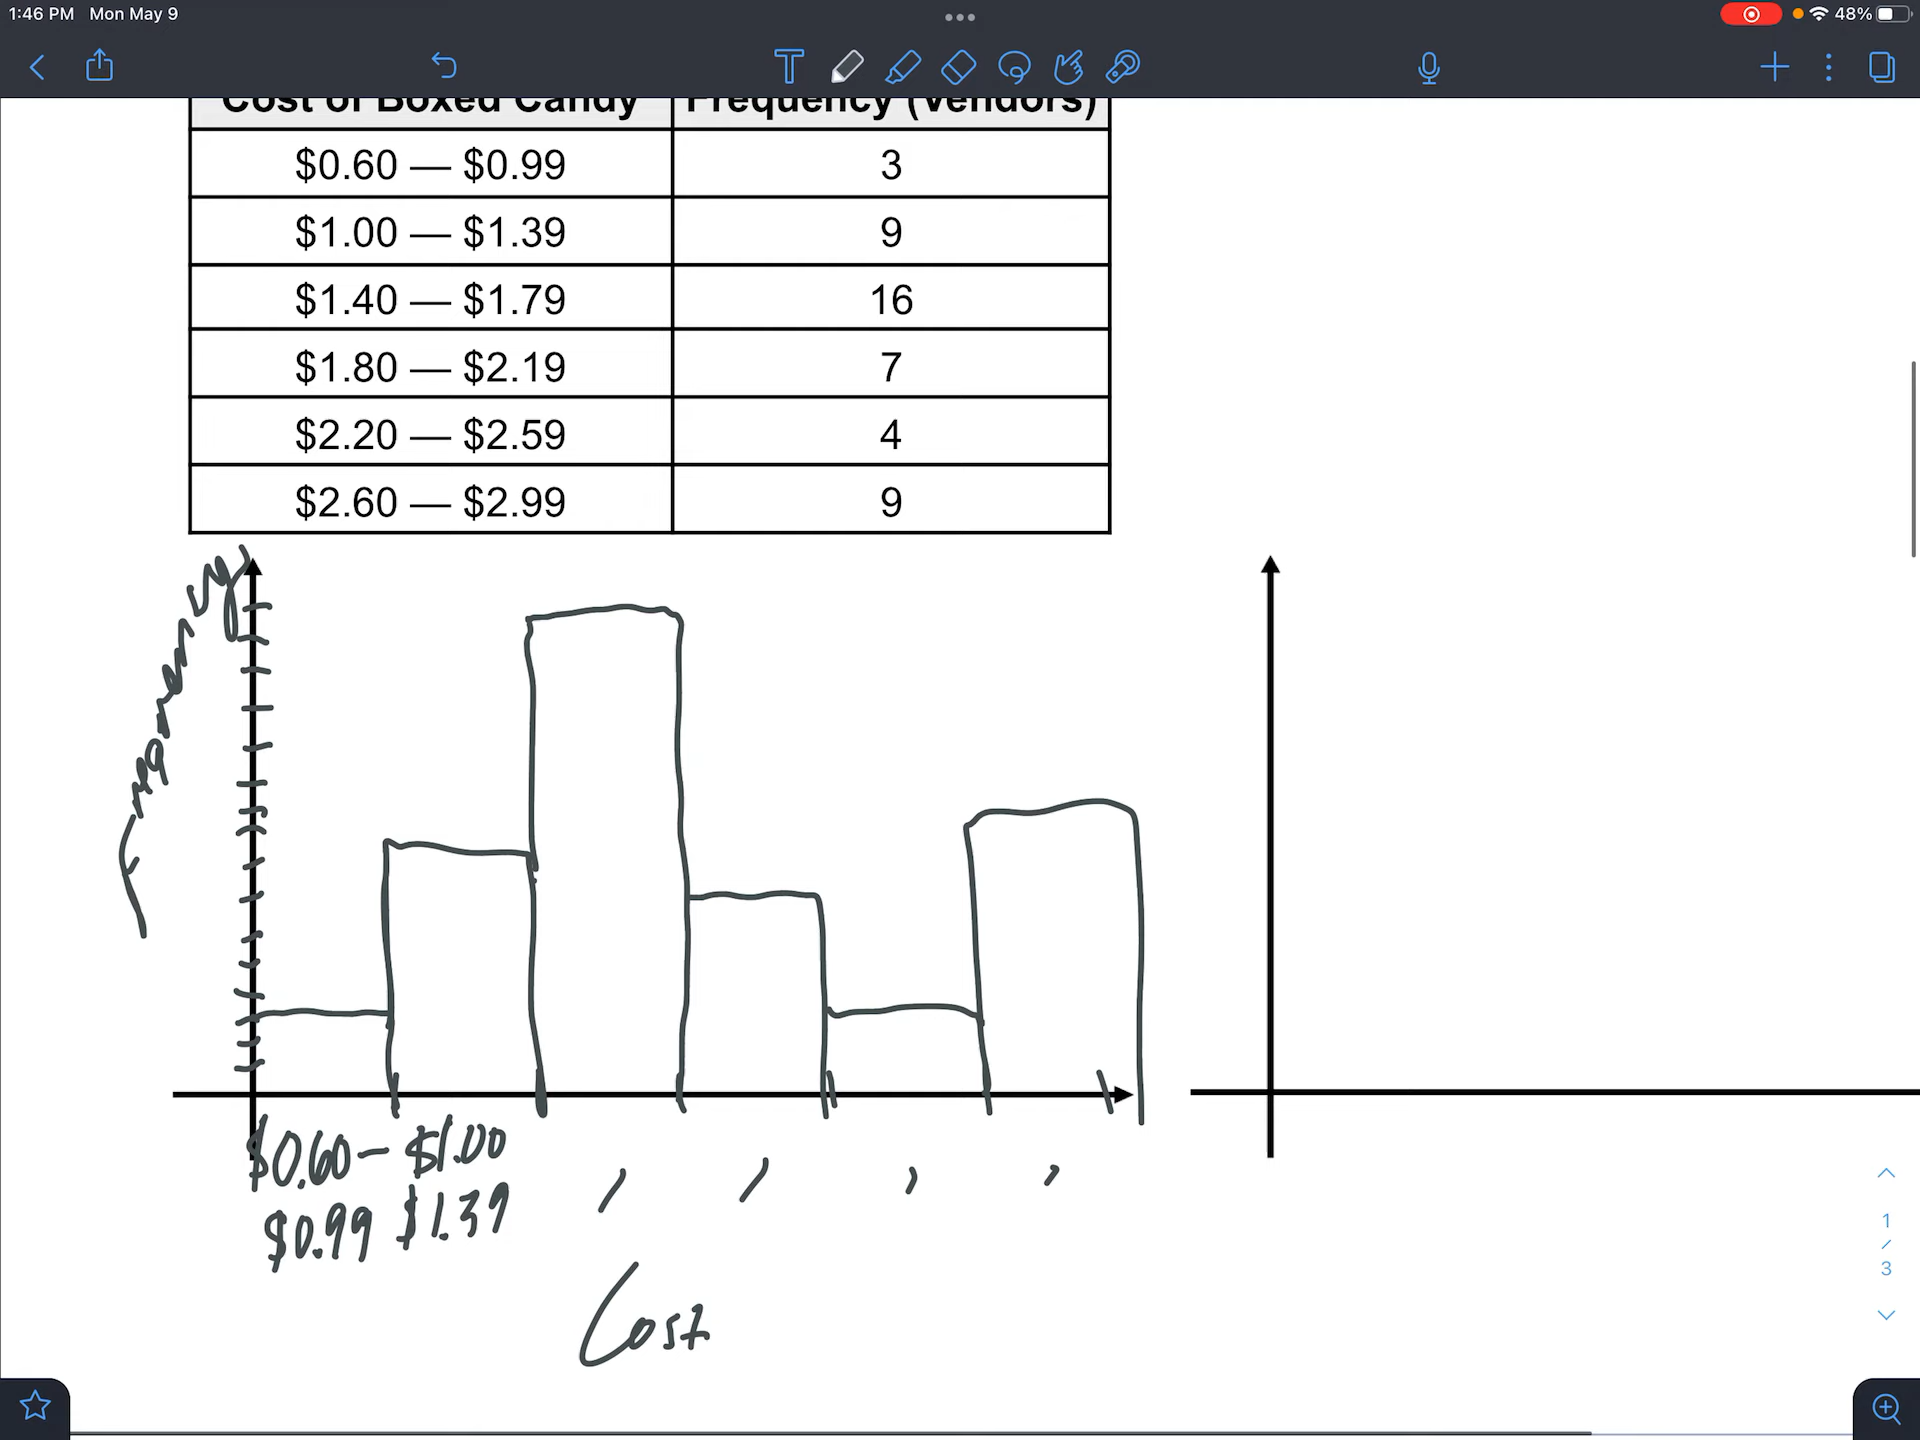 1:46 PM Mon May 9
48%
T
Cost of Boxed Candy Frequency (Vendors)
$0.60 — $0.99 3
$1.00 — $1.39 9
$1.40 — $1.79 16
$1.80 — $2.19 7
$2.20 — $2.59 4
$2.60 — $2.99 9
Frequency
$0.60 – $1.00
$0.99 $1.39
Cost
1
/
3